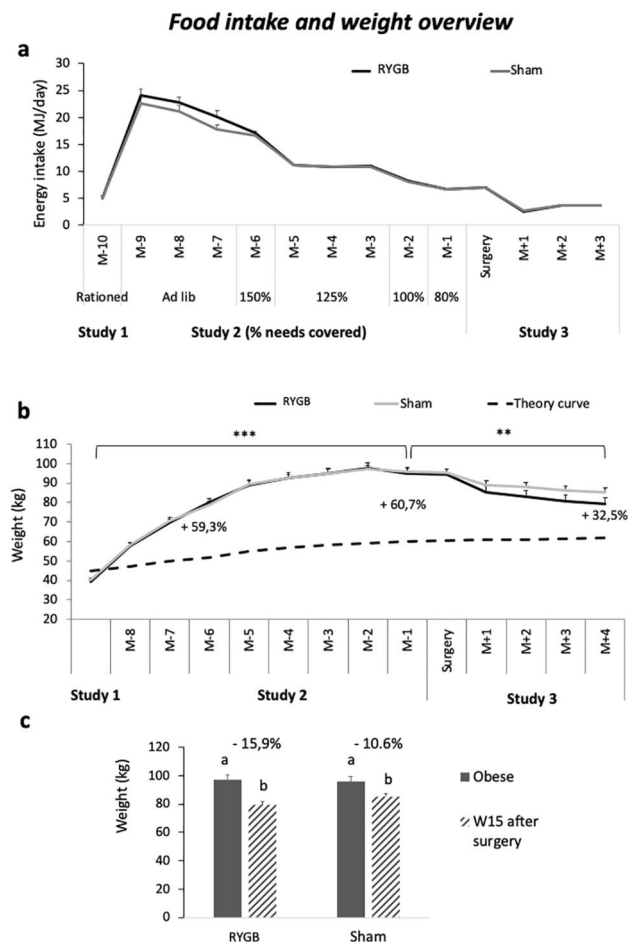 Food intake and weight overview
a
RYGB
Sham
Energy intake (MJ/day)
30
25
20
15
10
5
0
M-10
M-9
M-8
M-7
M-6
M-5
M-4
M-3
M-2
M-1
Surgery
M+1
M+2
M+3
Rationed
Ad lib
150%
125%
100%
80%
Study 1
Study 2 (% needs covered)
Study 3
b
RYGB
Sham
Theory curve
Weight (kg)
110
100
90
80
70
60
50
40
30
20
***
**
+ 59,3%
+ 60,7%
+ 32,5%
M-8
M-7
M-6
M-5
M-4
M-3
M-2
M-1
Surgery
M+1
M+2
M+3
M+4
Study 1
Study 2
Study 3
c
Weight (kg)
120
100
80
60
40
20
0
- 15,9%
- 10.6%
a
b
a
b
Obese
W15 after
surgery
RYGB
Sham